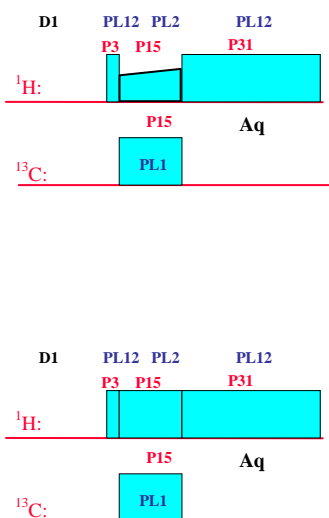 D1 PL12 PL2 PL12
P3 P15 P31
¹H:
P15 Aq
¹³C: PL1
D1 PL12 PL2 PL12
P3 P15 P31
¹H:
P15 Aq
¹³C: PL1